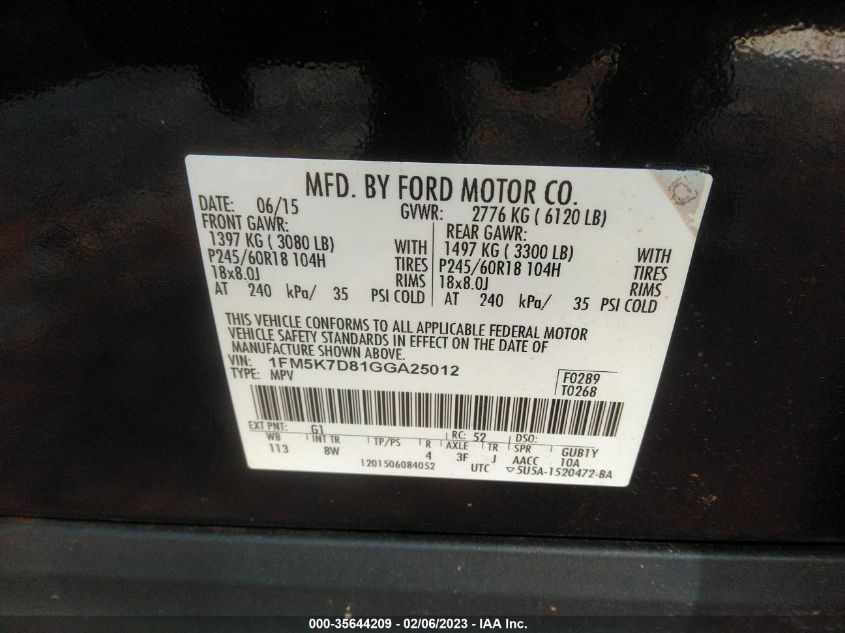 MFD. BY FORD MOTOR CO.
DATE: 06/15 GVWR: 2776 KG ( 6120 LB)
FRONT GAWR: REAR GAWR:
1397 KG ( 3080 LB) WITH 1497 KG ( 3300 LB) WITH
P245/60R18 104H TIRES P245/60R18 104H TIRES
18x8.0J RIMS 18x8.0J RIMS
AT 240 kPa/ 35 PSI COLD AT 240 kPa/ 35 PSI COLD
THIS VEHICLE CONFORMS TO ALL APPLICABLE FEDERAL MOTOR
VEHICLE SAFETY STANDARDS IN EFFECT ON THE DATE OF
MANUFACTURE SHOWN ABOVE.
VIN: 1FM5K7D81GGA25012 F0289
TYPE: MPV T0268
EXT PNT: G1 RC: 52 DSO:
WB INT TR TP/PS R AXLE TR SPR GUB1Y
113 8W 4 3F J AACC 10A
1201506084052 UTC ▽5U5A-1520472-BA
000-35644209 - 02/06/2023 - IAA Inc.